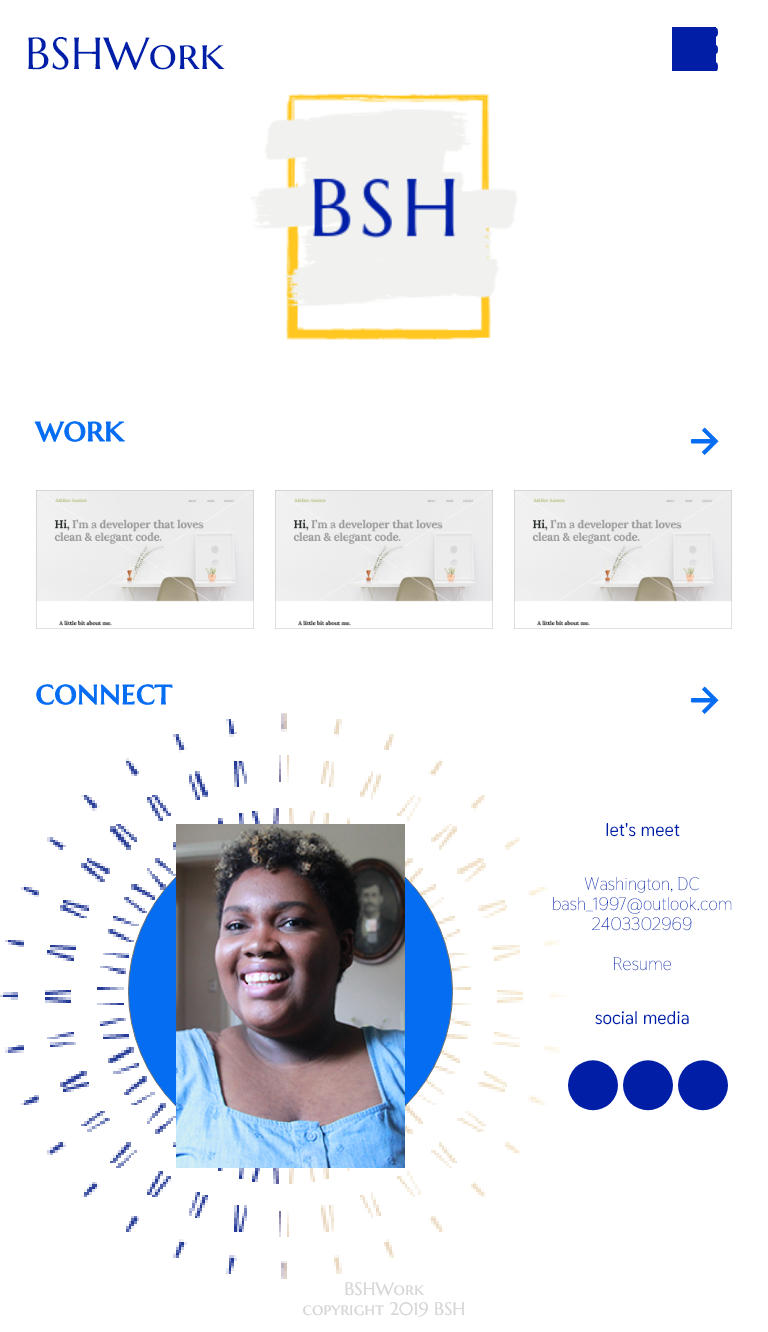 BSHWORK
BSH
WORK
Hi, I'm a developer that loves
clean & elegant code.
A little bit about me.
Hi, I'm a developer that loves
clean & elegant code.
A little bit about me.
Hi, I'm a developer that loves
clean & elegant code.
A little bit about me.
CONNECT
let's meet
Washington, DC
bash_1997@outlook.com
2403302969
Resume
social media
BSHWORK
COPYRIGHT 2019 BSH